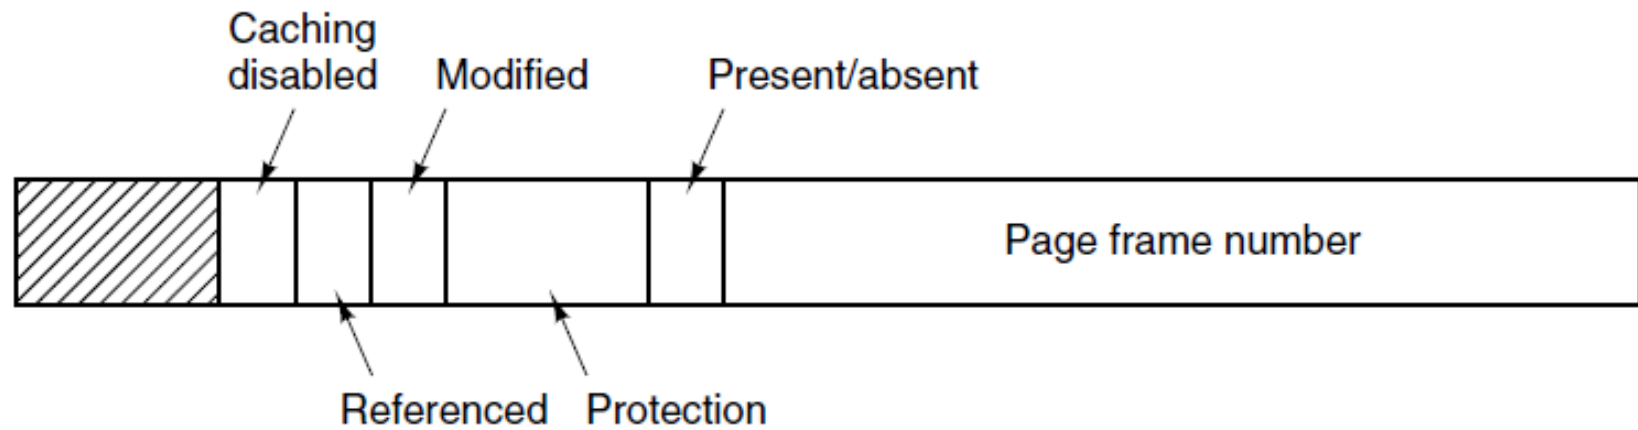 Caching
disabled
Modified
Present/absent
Page frame number
Referenced
Protection